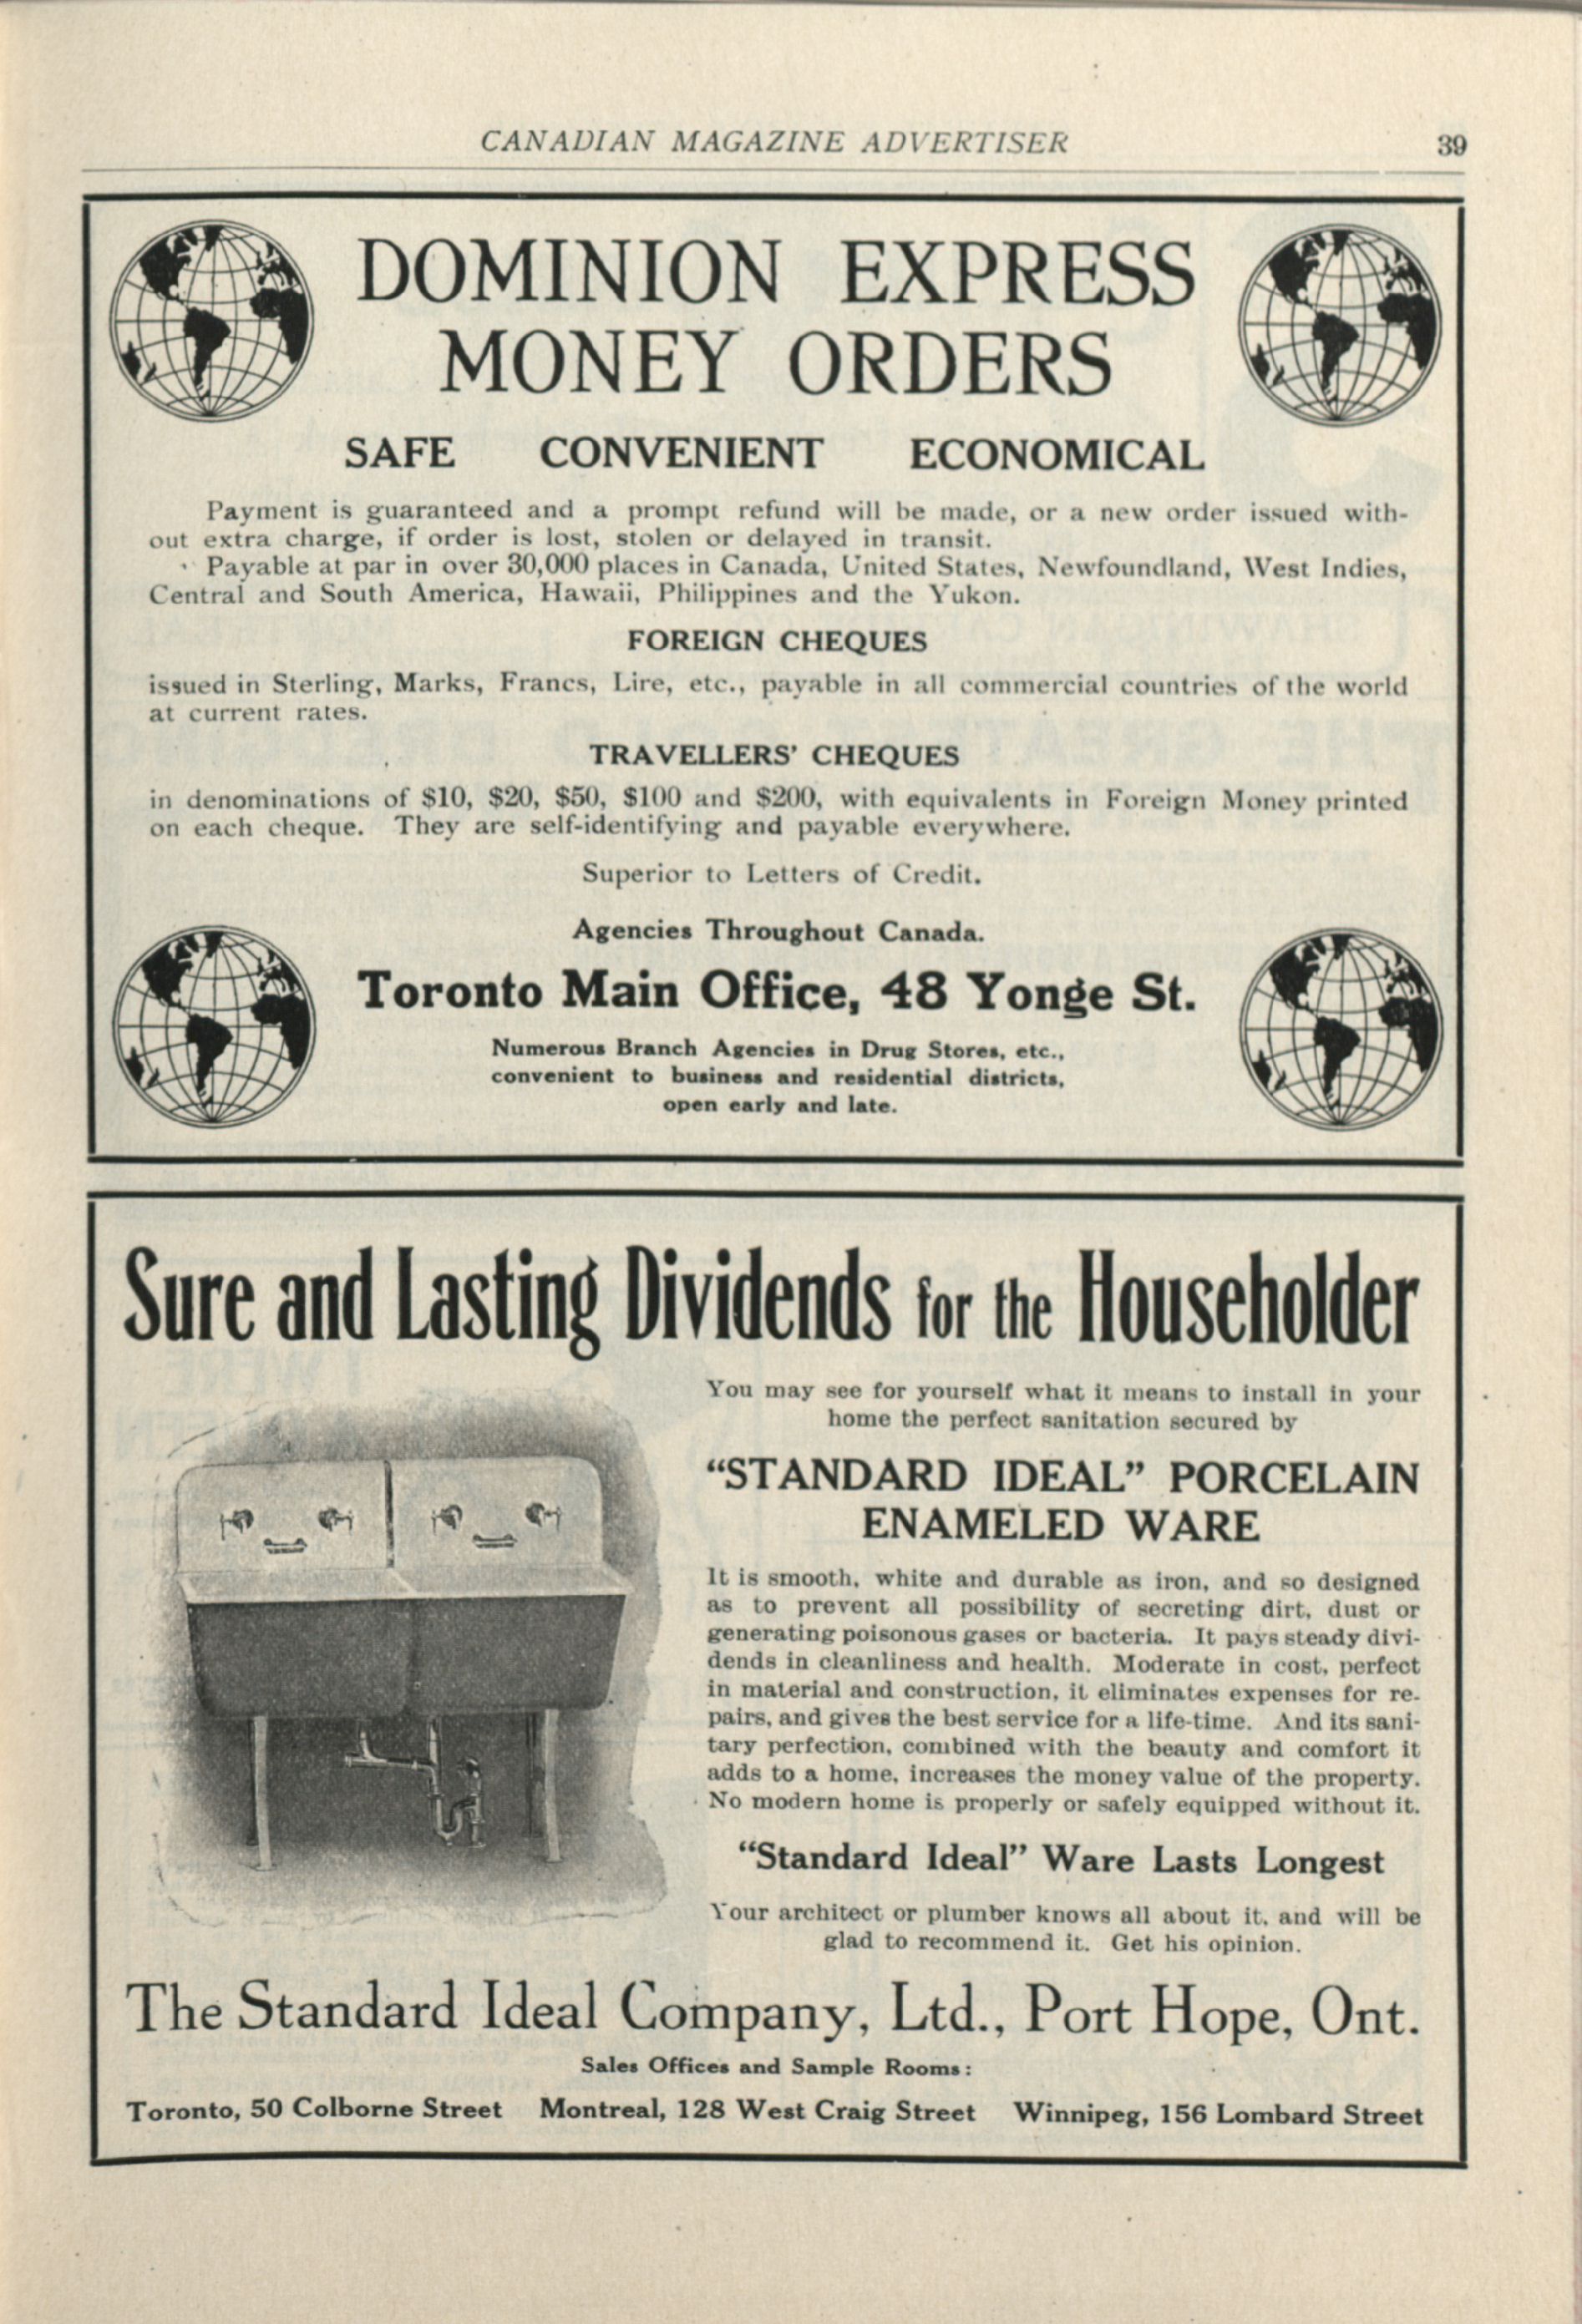 CANADIAN MAGAZINE ADVERTISER 39
DOMINION EXPRESS
MONEY ORDERS
SAFE CONVENIENT ECONOMICAL
Payment is guaranteed and a prompt refund will be made, or a new order issued with-
out extra charge, if order is lost, stolen or delayed in transit.
Payable at par in over 30,000 places in Canada, United States, Newfoundland, West Indies,
Central and South America, Hawaii, Philippines and the Yukon.
FOREIGN CHEQUES
issued in Sterling, Marks, Francs, Lire, etc., payable in all commercial countries of the world
at current rates.
TRAVELLERS' CHEQUES
in denominations of $10, $20, $50, $100 and $200, with equivalents in Foreign Money printed
on each cheque. They are self-identifying and payable everywhere.
Superior to Letters of Credit.
Agencies Throughout Canada.
Toronto Main Office, 48 Yonge St.
Numerous Branch Agencies in Drug Stores, etc.,
convenient to business and residential districts,
open early and late.
Sure and Lasting Dividends for the Householder
You may see for yourself what it means to install in your
home the perfect sanitation secured by
“STANDARD IDEAL” PORCELAIN
ENAMELED WARE
It is smooth, white and durable as iron, and so designed
as to prevent all possibility of secreting dirt, dust or
generating poisonous gases or bacteria. It pays steady divi-
dends in cleanliness and health. Moderate in cost, perfect
in material and construction, it eliminates expenses for re-
pairs, and gives the best service for a life-time. And its sani-
tary perfection, combined with the beauty and comfort it
adds to a home, increases the money value of the property.
No modern home is properly or safely equipped without it.
“Standard Ideal” Ware Lasts Longest
Your architect or plumber knows all about it, and will be
glad to recommend it. Get his opinion.
The Standard Ideal Company, Ltd., Port Hope, Ont.
Sales Offices and Sample Rooms:
Toronto, 50 Colborne Street Montreal, 128 West Craig Street Winnipeg, 156 Lombard Street